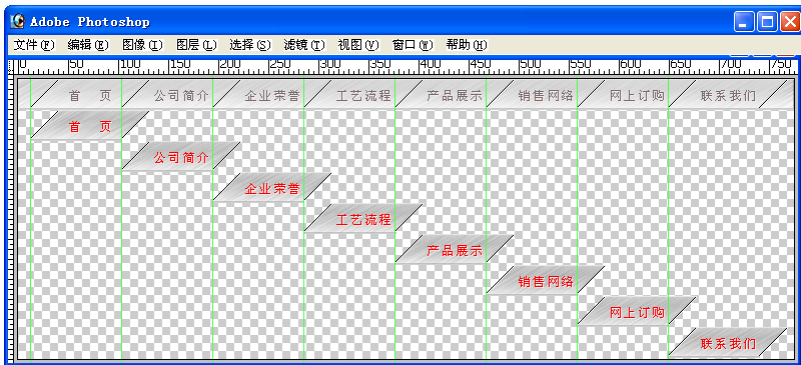 Adobe Photoshop
文件(F) 编辑(E) 图像(I) 图层(L) 选择(S) 滤镜(T) 视图(V) 窗口(W) 帮助(H)
0 50 100 150 200 250 300 350 400 450 500 550 600 650 700 750
首 页 公司简介 企业荣誉 工艺流程 产品展示 销售网络 网上订购 联系我们
首 页
公司简介
企业荣誉
工艺流程
产品展示
销售网络
网上订购
联系我们